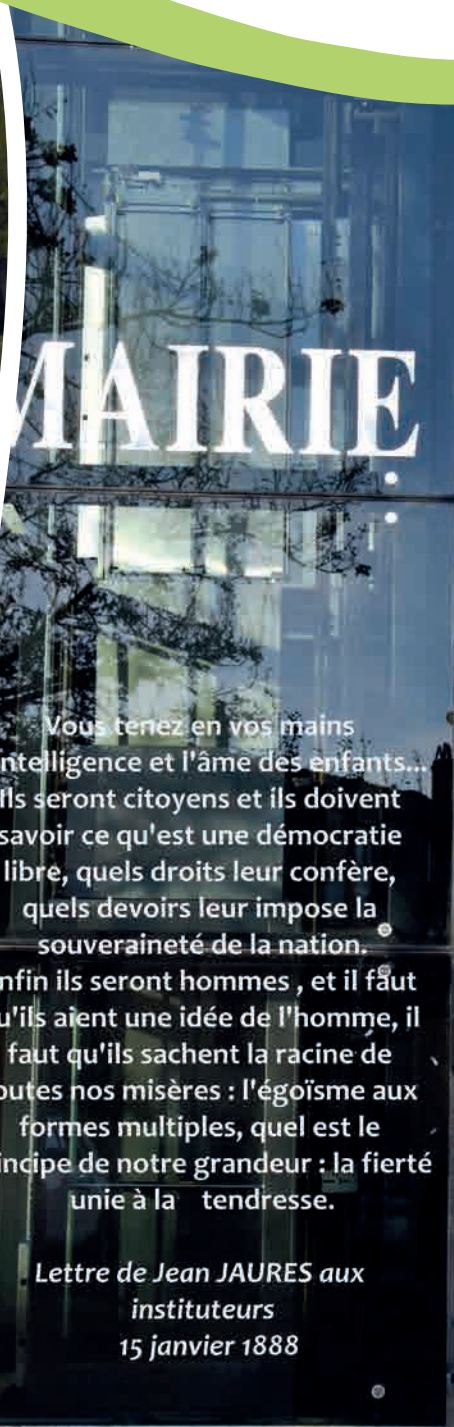 MAIRIE
Vous tenez en vos mains
ntelligence et l'âme des enfants...
Ils seront citoyens et ils doivent
savoir ce qu'est une démocratie
libre, quels droits leur confère,
quels devoirs leur impose la
souveraineté de la nation.
nfin ils seront hommes , et il faut
u'ils aient une idée de l'homme, il
faut qu'ils sachent la racine de
outes nos misères : l'égoïsme aux
formes multiples, quel est le
incipe de notre grandeur : la fierté
unie à la tendresse.
Lettre de Jean JAURES aux
instituteurs
15 janvier 1888